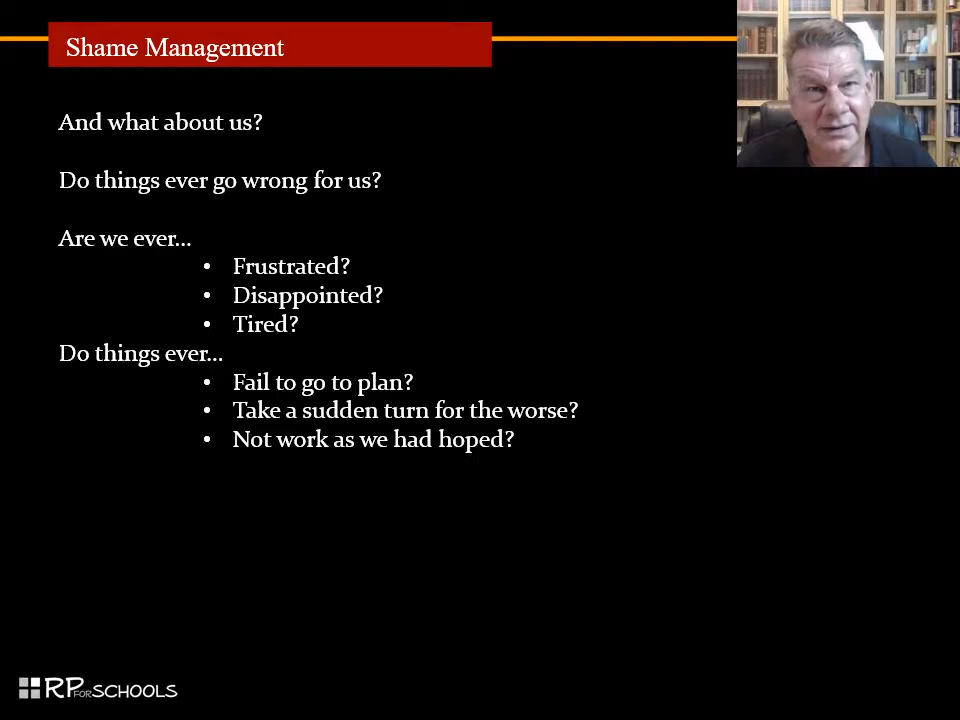 Shame Management
And what about us?
Do things ever go wrong for us?
Are we ever...
• Frustrated?
• Disappointed?
• Tired?
Do things ever...
• Fail to go to plan?
• Take a sudden turn for the worse?
• Not work as we had hoped?
RP FOR SCHOOLS